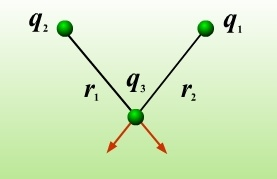 q₂ q₁
q₃
r₁ r₂